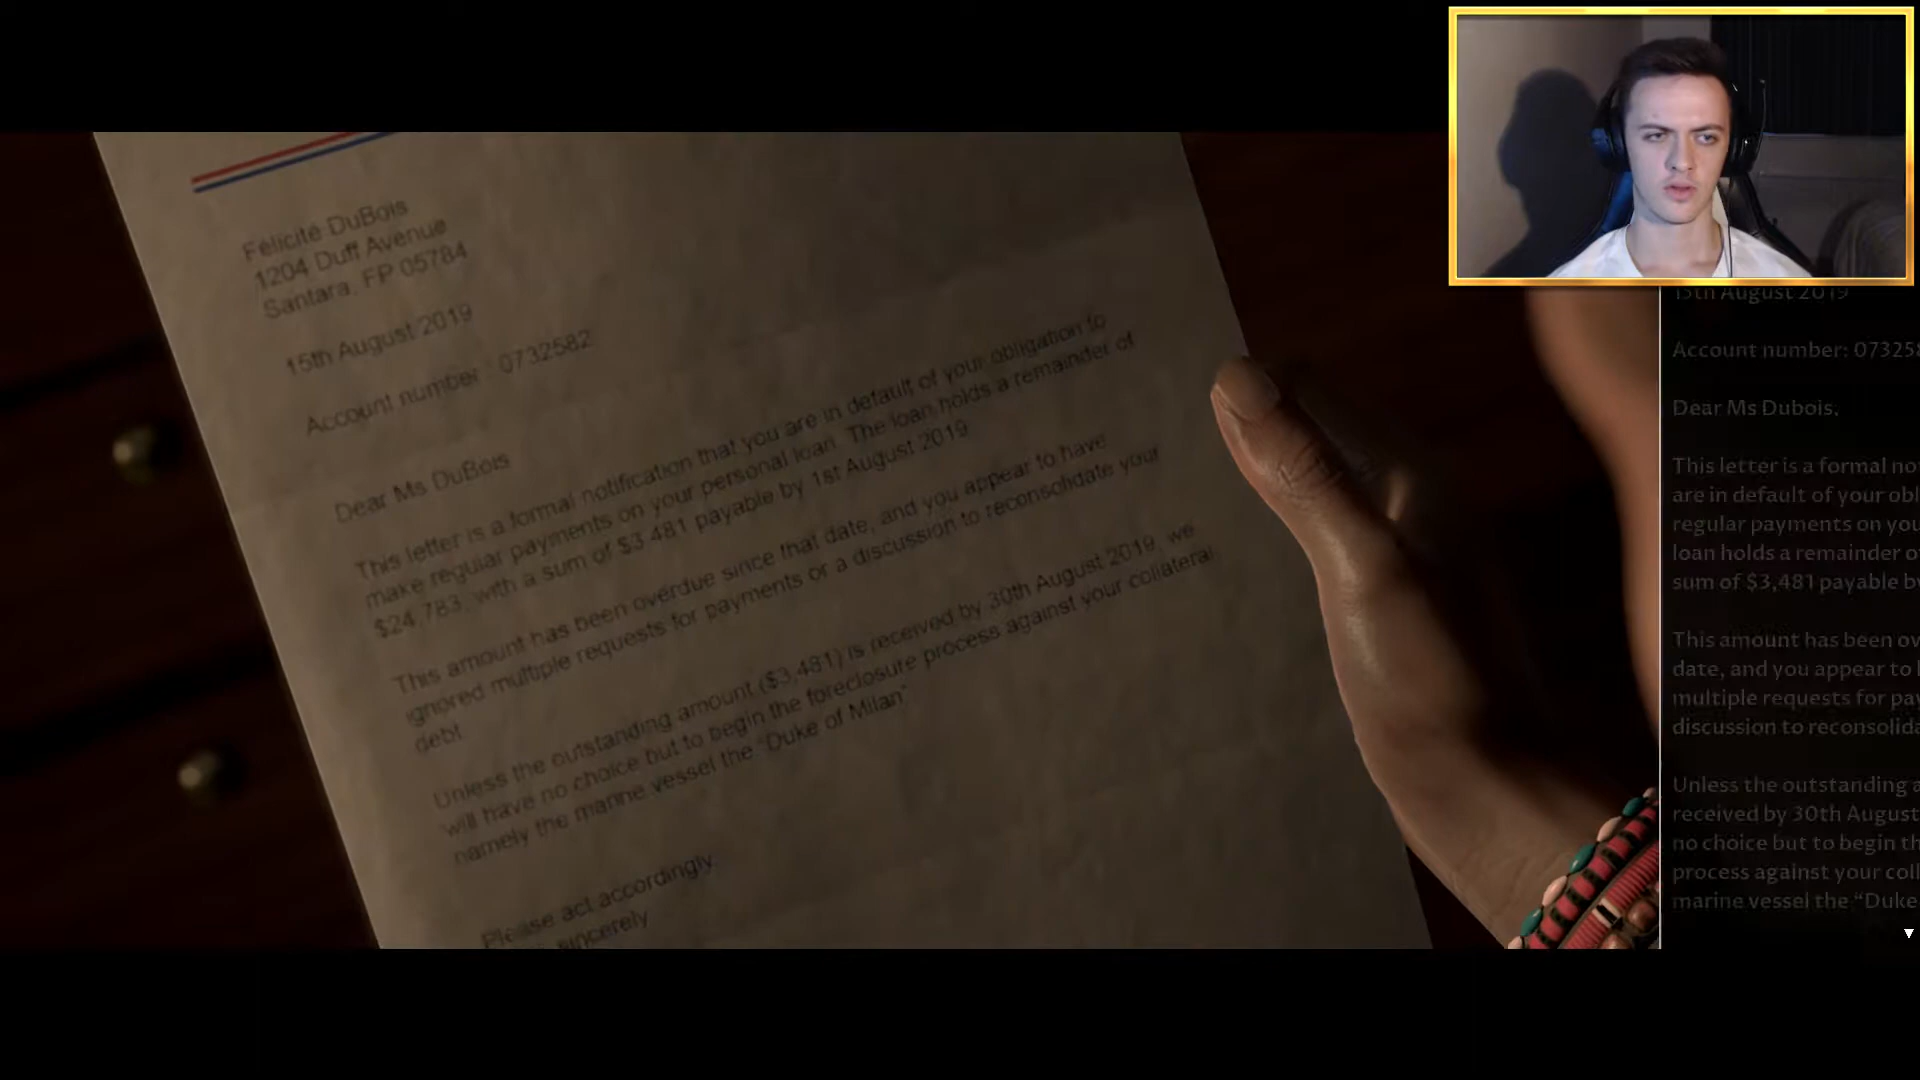 Félicité DuBois
1204 Duff Avenue
Santara, FP 05784
15th August 2019
Account number : 0732582
Dear Ms DuBois
This letter is a formal notification that you are in default of your obligation to
make regular payments on your personal loan. The loan holds a remainder of
$24,783, with a sum of $3,481 payable by 1st August 2019
This amount has been overdue since that date, and you appear to have
ignored multiple requests for payments or a discussion to reconsolidate your
debt
Unless the outstanding amount ($3,481) is received by 30th August 2019, we
will have no choice but to begin the foreclosure process against your collateral
namely the marine vessel the "Duke of Milan"
Please act accordingly.
sincerely
15th August 2019
Account number: 07325
Dear Ms Dubois,
This letter is a formal no
are in default of your obl
regular payments on you
loan holds a remainder o
sum of $3,481 payable by
This amount has been ov
date, and you appear to
multiple requests for pay
discussion to reconsolida
Unless the outstanding a
received by 30th August
no choice but to begin th
process against your coll
marine vessel the "Duke